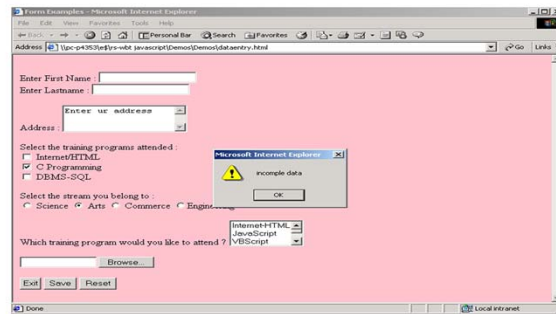 Form Examples - Microsoft Internet Explorer
File Edit View Favorites Tools Help
Back Personal Bar Search Favorites
Address \\pc-p4353\e$\rs-wbt javascript\Demos\Demos\dataentry.html Go Links
Enter First Name :
Enter Lastname :
Enter ur address
Address :
Select the training programs attended :
Internet/HTML
C Programming
DBMS-SQL
Microsoft Internet Explorer
incomple data
OK
Select the stream you belong to :
Science Arts Commerce Engineering
Internet-HTML
JavaScript
VBScript
Which training program would you like to attend ?
Browse...
Exit Save Reset
Done Local intranet